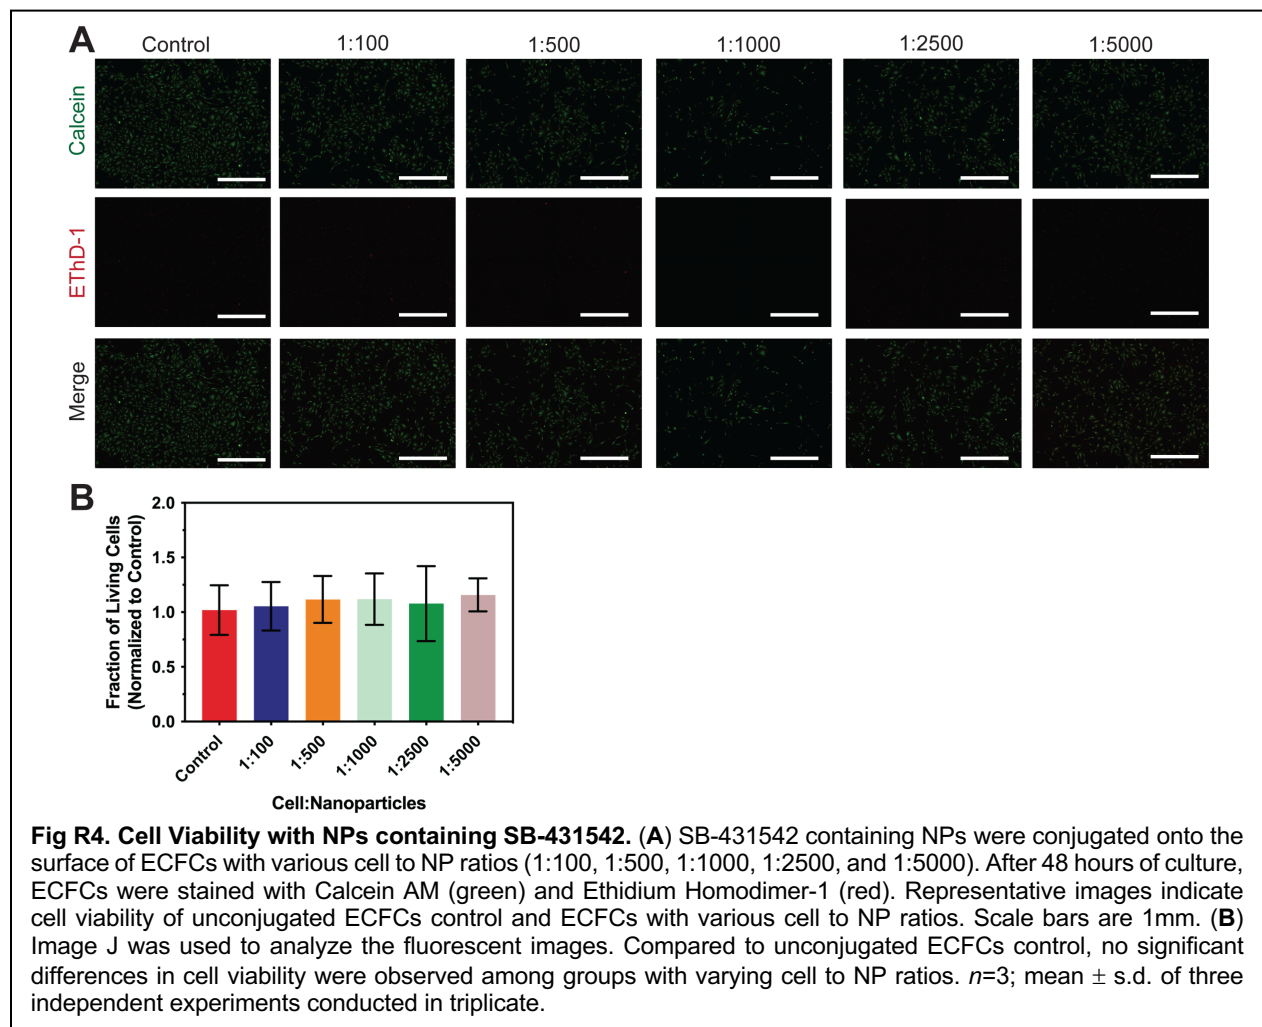 A
Control 1:100 1:500 1:1000 1:2500 1:5000
Calcein
EThD-1
Merge
B
Fraction of Living Cells
(Normalized to Control)
2.0
1.5
1.0
0.5
0.0
Control 1:100 1:500 1:1000 1:2500 1:5000
Cell:Nanoparticles
Fig R4. Cell Viability with NPs containing SB-431542. (A) SB-431542 containing NPs were conjugated onto the
surface of ECFCs with various cell to NP ratios (1:100, 1:500, 1:1000, 1:2500, and 1:5000). After 48 hours of culture,
ECFCs were stained with Calcein AM (green) and Ethidium Homodimer-1 (red). Representative images indicate
cell viability of unconjugated ECFCs control and ECFCs with various cell to NP ratios. Scale bars are 1mm. (B)
Image J was used to analyze the fluorescent images. Compared to unconjugated ECFCs control, no significant
differences in cell viability were observed among groups with varying cell to NP ratios. n=3; mean ± s.d. of three
independent experiments conducted in triplicate.